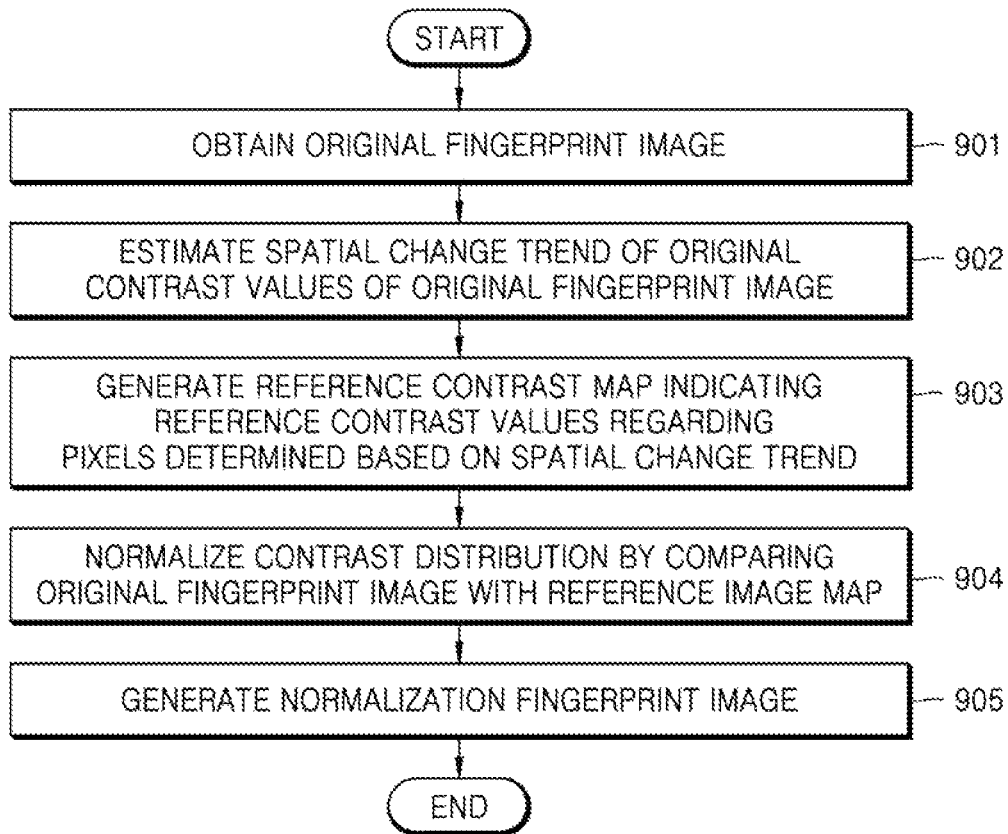 START
OBTAIN ORIGINAL FINGERPRINT IMAGE
901
ESTIMATE SPATIAL CHANGE TREND OF ORIGINAL
CONTRAST VALUES OF ORIGINAL FINGERPRINT IMAGE
902
GENERATE REFERENCE CONTRAST MAP INDICATING
REFERENCE CONTRAST VALUES REGARDING
PIXELS DETERMINED BASED ON SPATIAL CHANGE TREND
903
NORMALIZE CONTRAST DISTRIBUTION BY COMPARING
ORIGINAL FINGERPRINT IMAGE WITH REFERENCE IMAGE MAP
904
GENERATE NORMALIZATION FINGERPRINT IMAGE
905
END